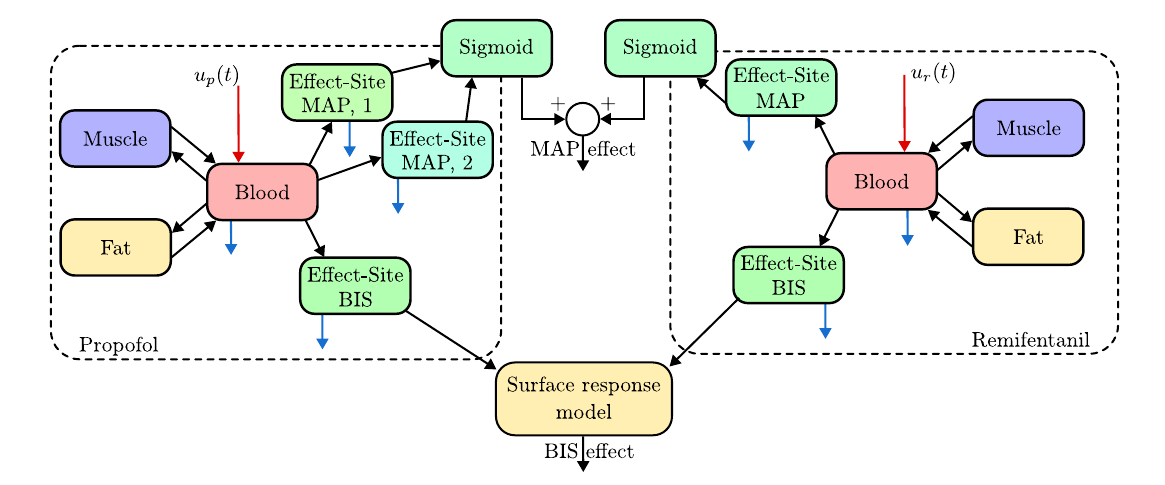 Sigmoid
Sigmoid
u_p(t)
Effect-Site
MAP, 1
Effect-Site
MAP
u_r(t)
+
+
Muscle
Effect-Site
MAP, 2
MAP effect
Muscle
Blood
Blood
Fat
Fat
Effect-Site
BIS
Effect-Site
BIS
Propofol
Remifentanil
Surface response
model
BIS effect